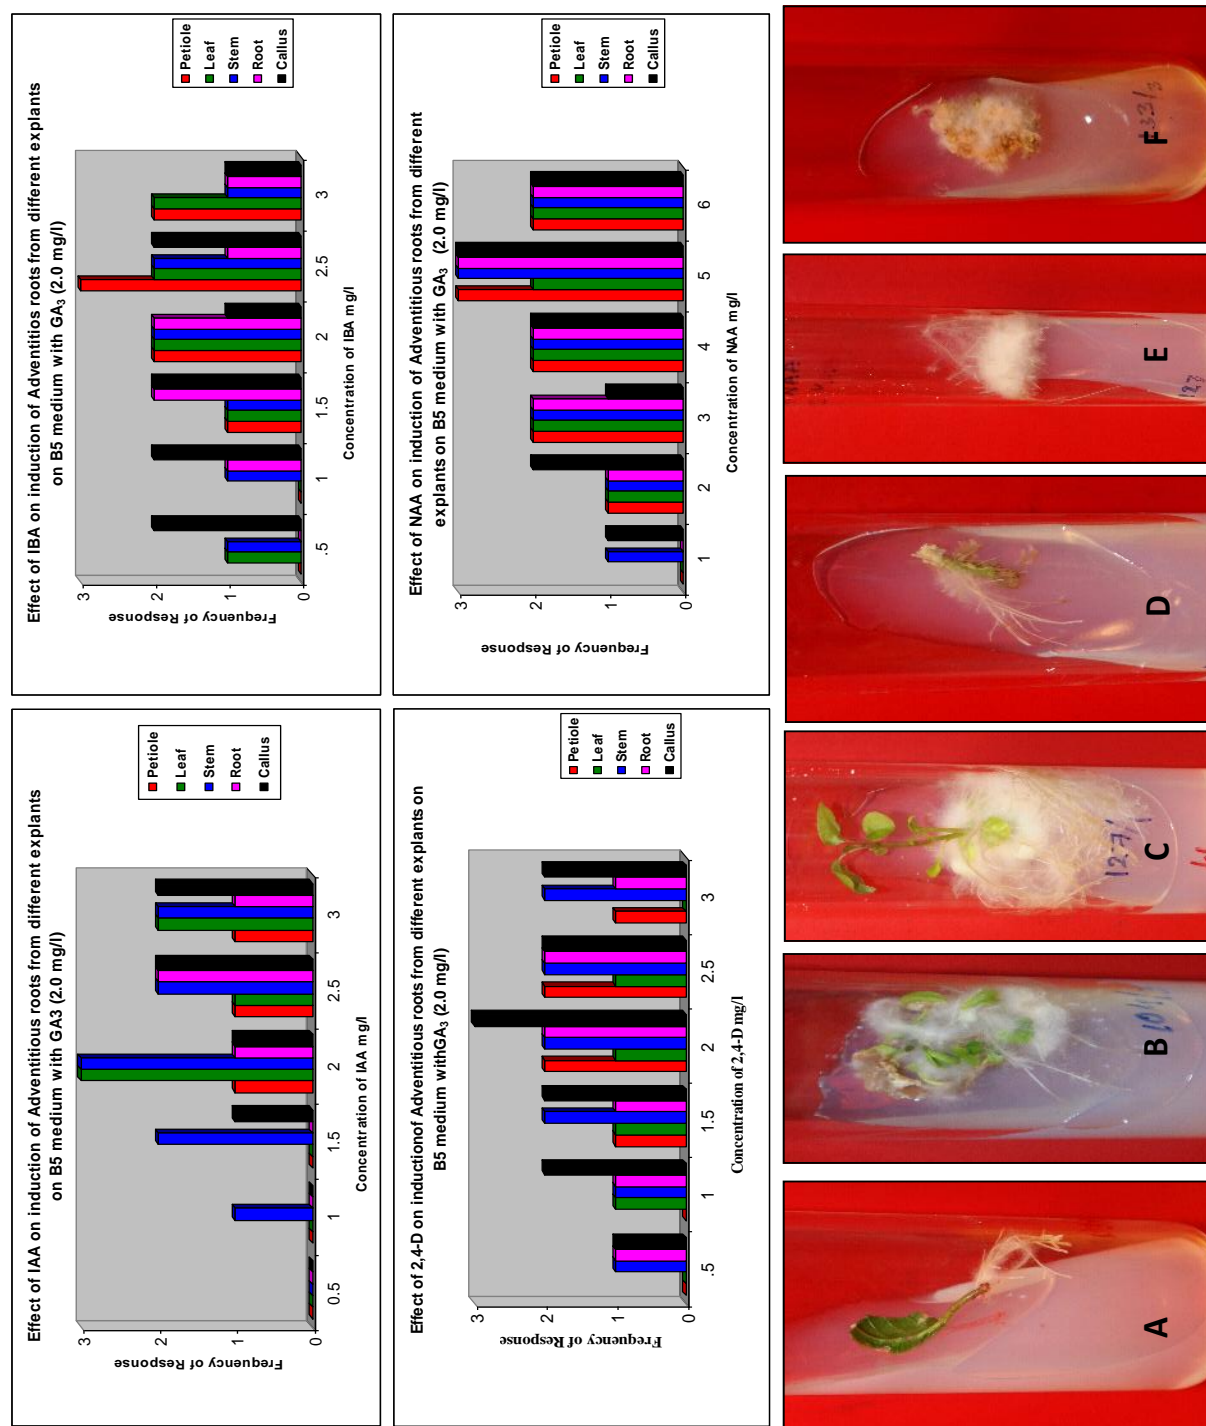 Effect of IAA on induction of Adventitious roots from different explants
on B5 medium with GA3 (2.0 mg/l)
Frequency of Response
3
2
1
0
0.5
1
1.5
2
2.5
3
Concentration of IAA mg/l
Petiole
Leaf
Stem
Root
Callus
Effect of IBA on induction of Adventitios roots from different explants
on B5 medium with GA₃ (2.0 mg/l)
Frequency of Response
3
2
1
0
.5
1
1.5
2
2.5
3
Concentration of IBA mg/l
Petiole
Leaf
Stem
Root
Callus
Effect of 2,4-D on inductionof Adventitious roots from different explants on
B5 medium withGA₃ (2.0 mg/l)
Frequency of Response
3
2
1
0
.5
1
1.5
2
2.5
3
Concentration of 2,4-D mg/l
Petiole
Leaf
Stem
Root
Callus
Effect of NAA on induction of Adventitious roots from different
explants on B5 medium with GA₃ (2.0 mg/l)
Frequency of Response
3
2
1
0
1
2
3
4
5
6
Concentration of NAA mg/l
Petiole
Leaf
Stem
Root
Callus
A
B
C
127/1
D
E
F